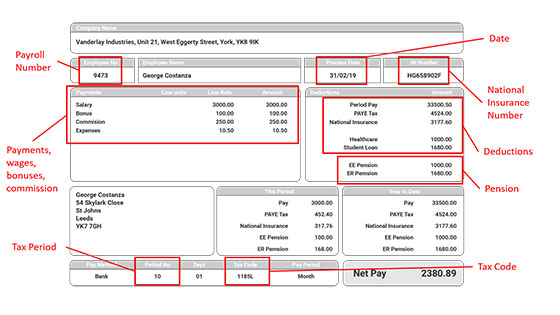 Company Name
Vanderlay Industries, Unit 21, West Eggerty Street, York, YK8 9IK
Date
Payroll
Number
Employee No
Employee Name
Process Date
NI Number
9473
George Costanza
31/02/19
HG658902F
National
Insurance
Number
Payments
Line units
Line Rate
Amount
Deductions
Amount
Salary 3000.00 3000.00
Bonus 100.00 100.00
Commision 250.00 250.00
Expenses 10.50 10.50
Period Pay 33500.50
PAYE Tax 4524.00
National Insurance 3177.60
Healthcare 1000.00
Student Loan 1680.00
Deductions
Payments,
wages,
bonuses,
commission
EE Pension 1000.00
ER Pemsion 1680.00
Pension
George Costanza
54 Skylark Close
St Johns
Leeds
YK7 7GH
This Period
Pay 3000.00
PAYE Tax 452.40
National Insurance 317.76
EE Pension 100.00
ER Pension 168.00
Year to Date
Pay 33500.00
PAYE Tax 4524.00
National Insurance 3177.60
EE Pension 1000.00
ER Pension 1680.00
Tax Period
Tax Code
Period No
Dept
Tax Code
Pay Period
Bank
10
01
1185L
Month
Net Pay 2380.89